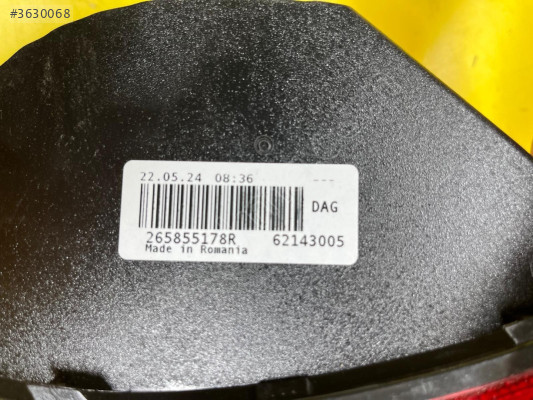 #3630068
22.05.24 08:36 ---
DAG
265855178R 62143005
Made in Romania